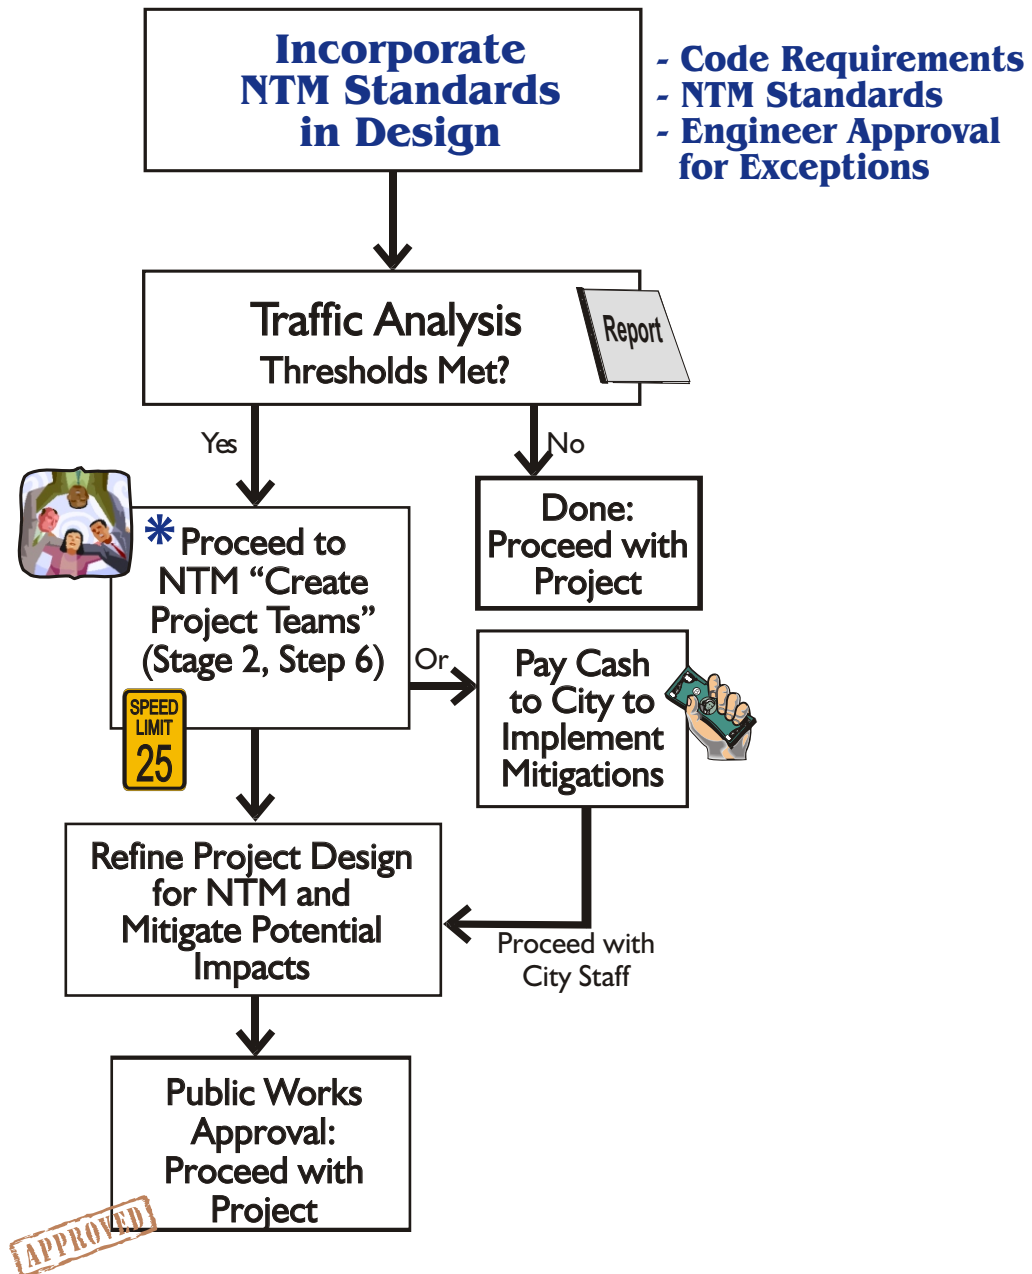 Incorporate
NTM Standards
in Design
- Code Requirements
- NTM Standards
- Engineer Approval
for Exceptions
Traffic Analysis
Thresholds Met?
Report
Yes
No
Done:
Proceed with
Project
* Proceed to
NTM “Create
Project Teams”
(Stage 2, Step 6)
Or
Pay Cash
to City to
Implement
Mitigations
SPEED
LIMIT
25
Refine Project Design
for NTM and
Mitigate Potential
Impacts
Proceed with
City Staff
Public Works
Approval:
Proceed with
Project
APPROVED